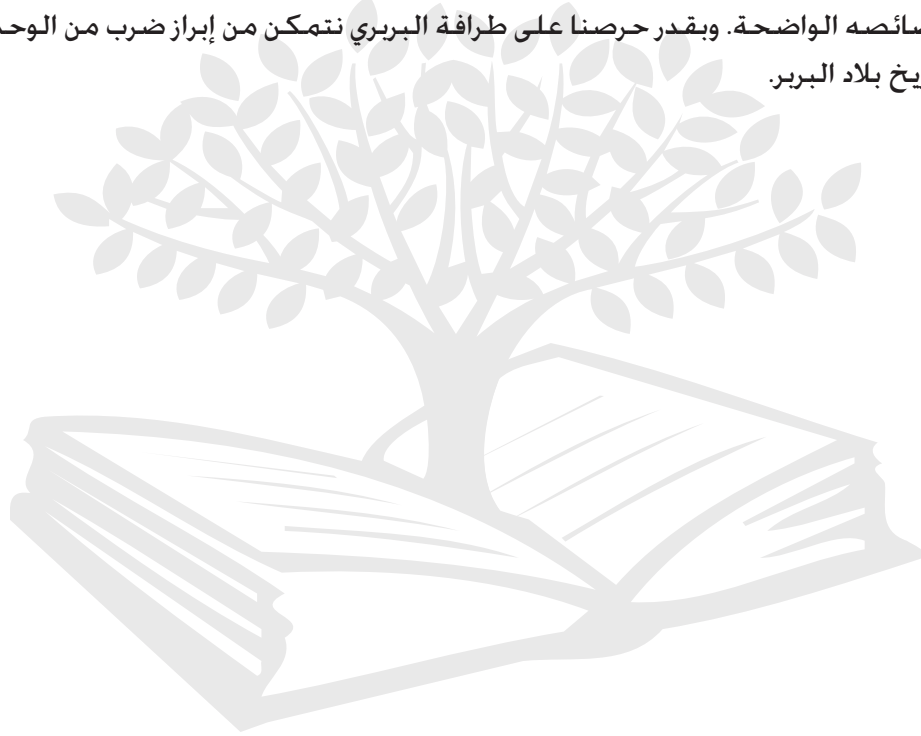 الواضحة. وبقدر حرصنا على طرافة البربري نتمكن من إبراز ضرب من
بلاد البربر.